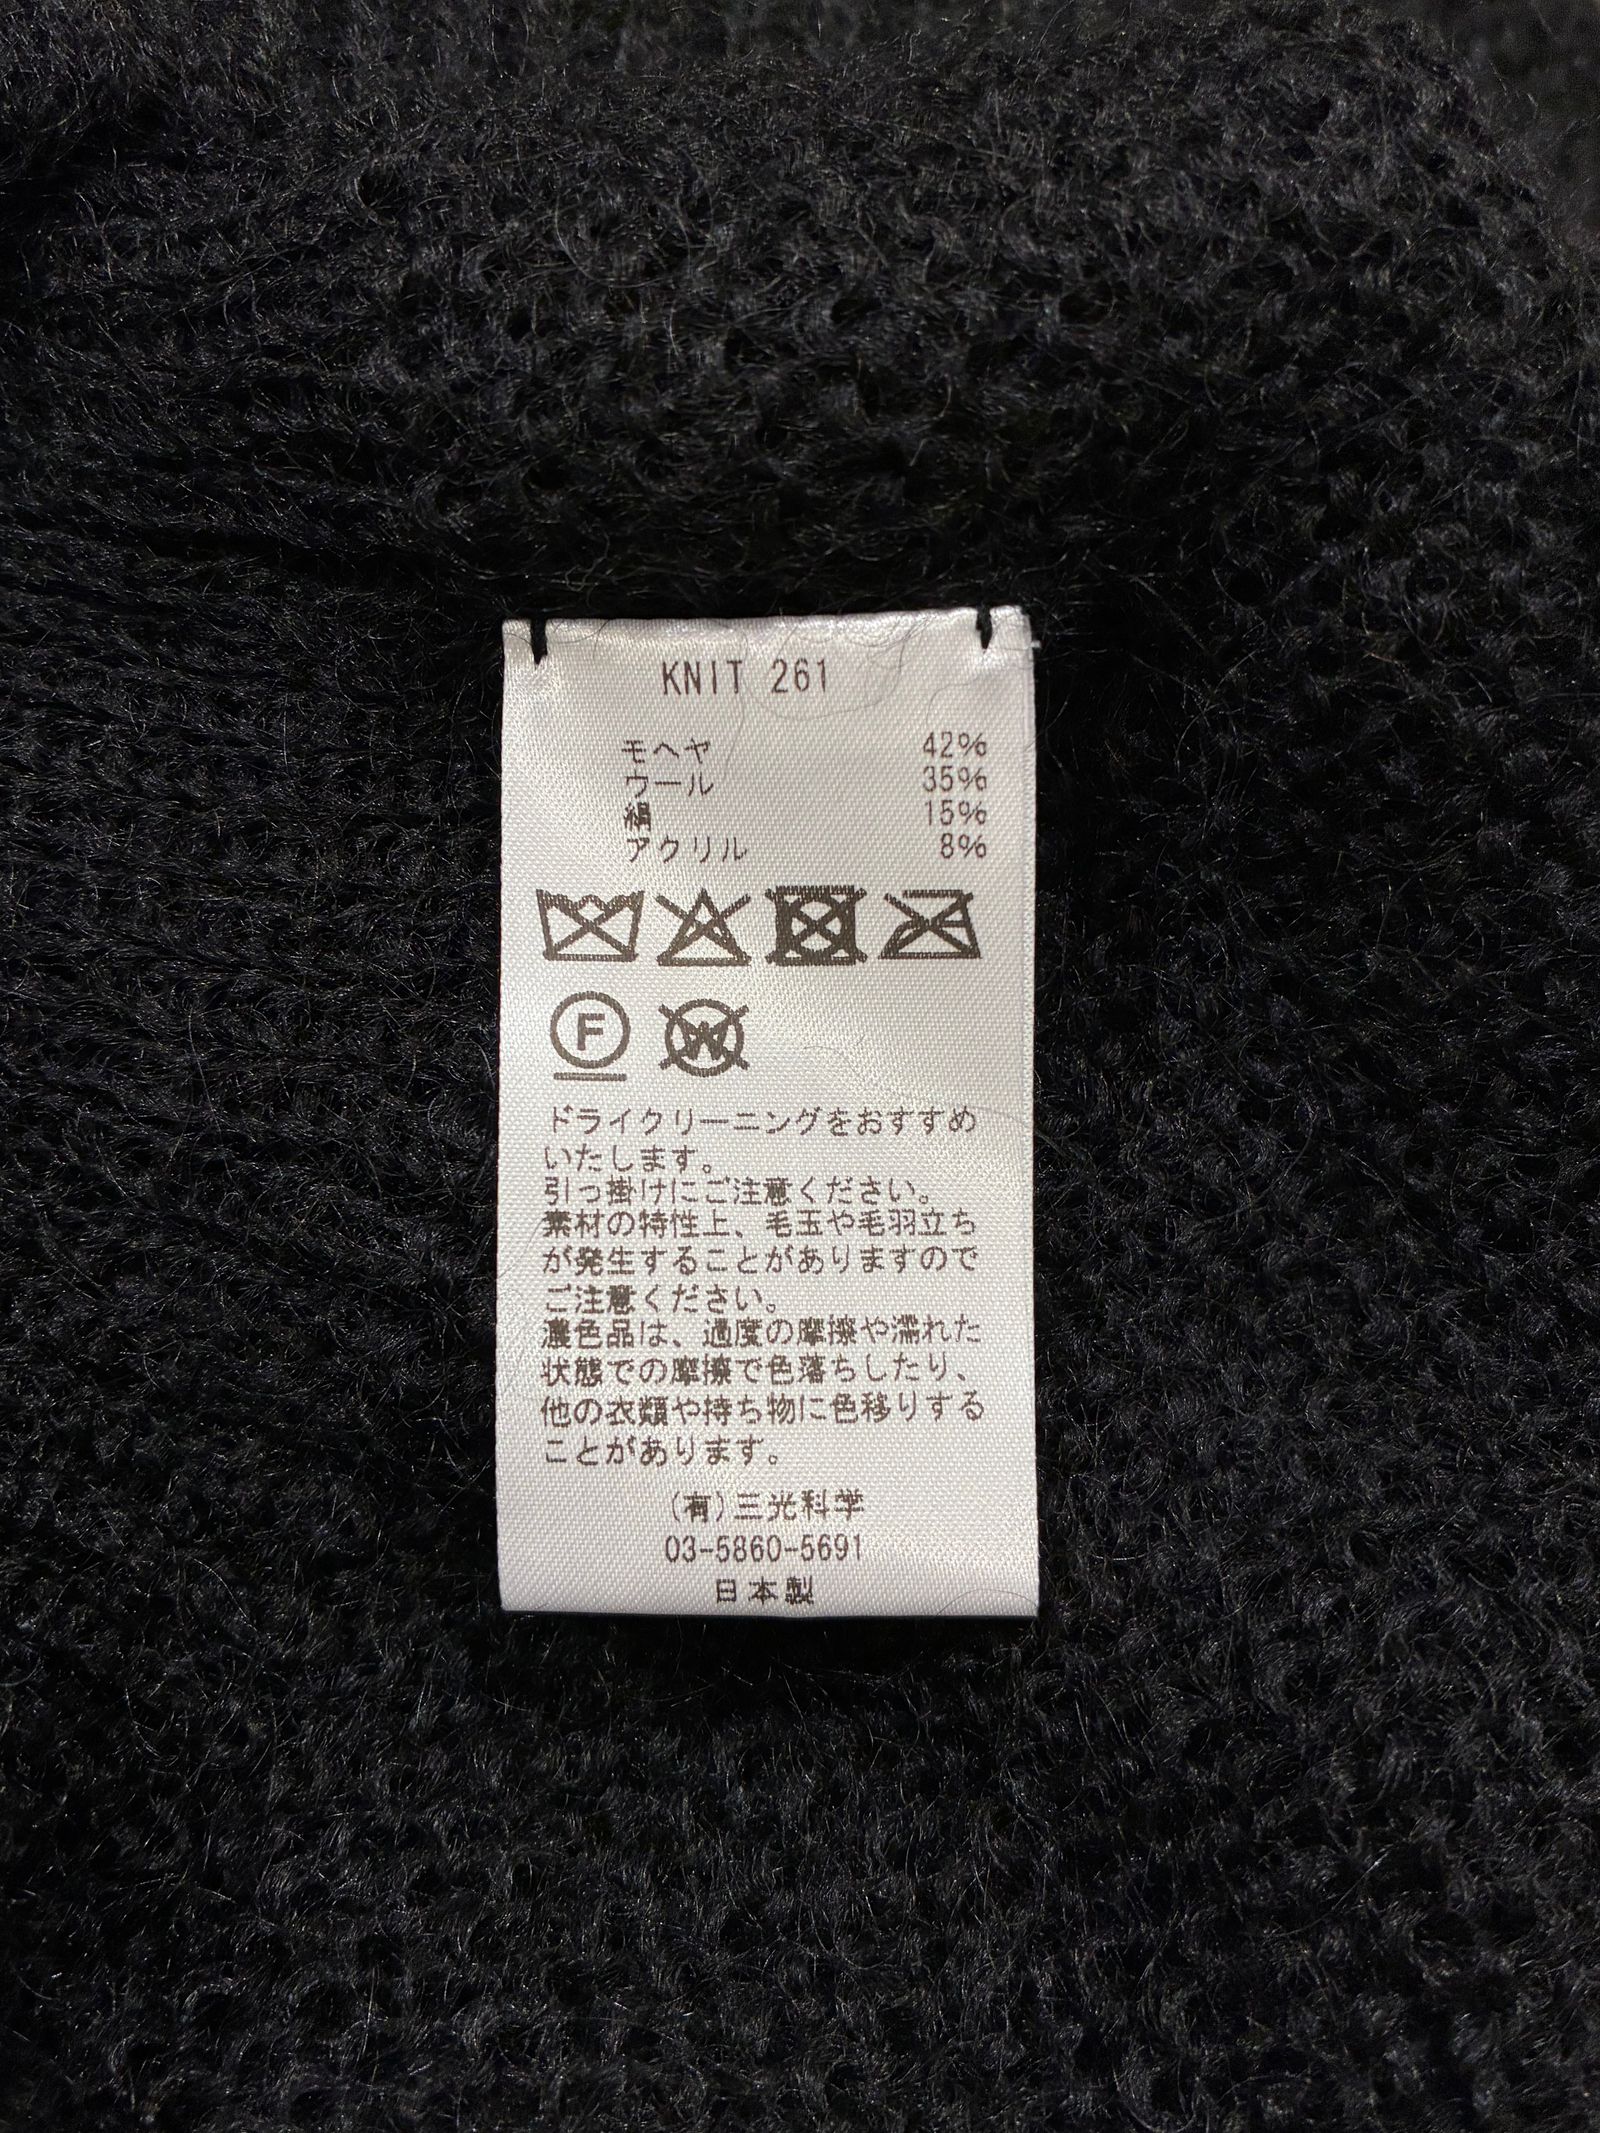 KNIT 261
モヘヤ 42%
ウール 35%
絹 15%
アクリル 8%
F
W
ドライクリーニングをおすすめ
いたします。
引っ掛けにご注意ください。
素材の特性上、毛玉や毛羽立ち
が発生することがありますので
ご注意ください。
濃色品は、過度の摩擦や濡れた
状態での摩擦で色落ちしたり、
他の衣類や持ち物に色移りする
ことがあります。
(有)三光科学
03-5860-5691
日本製